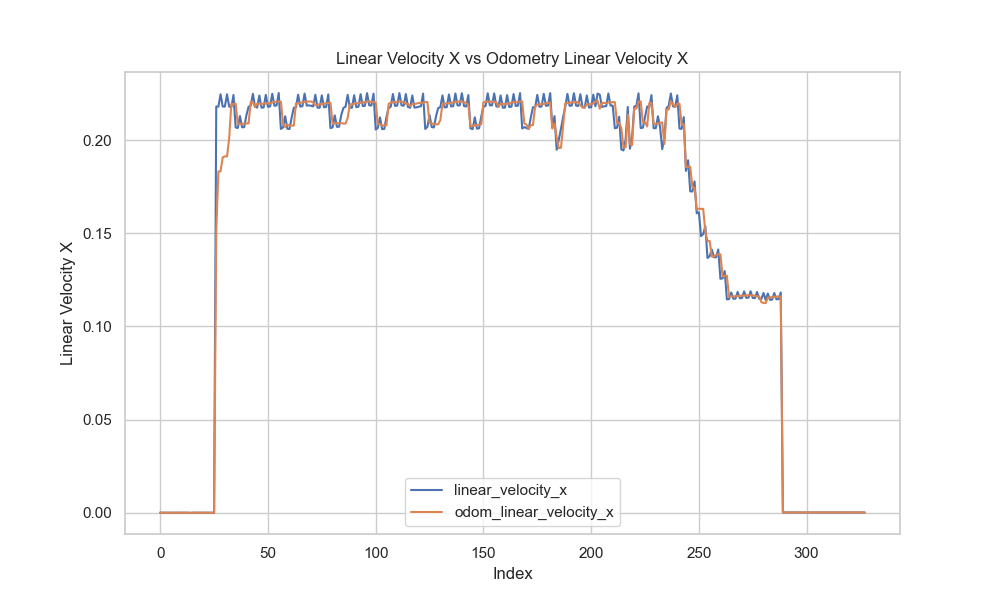 Linear Velocity X vs Odometry Linear Velocity X
Linear Velocity X
0.20
0.15
0.10
0.05
0.00
linear_velocity_x
odom_linear_velocity_x
0 50 100 150 200 250 300
Index